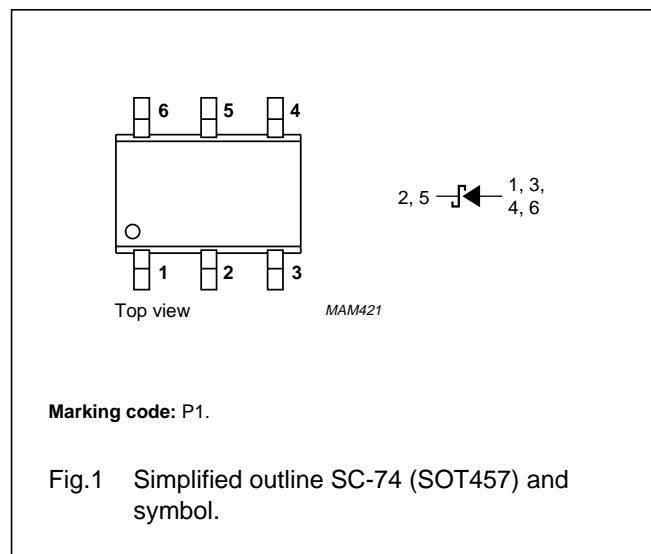 6 5 4
2, 5 1, 3,
4, 6
1 2 3
Top view MAM421
Marking code: P1.
Fig.1 Simplified outline SC-74 (SOT457) and
symbol.